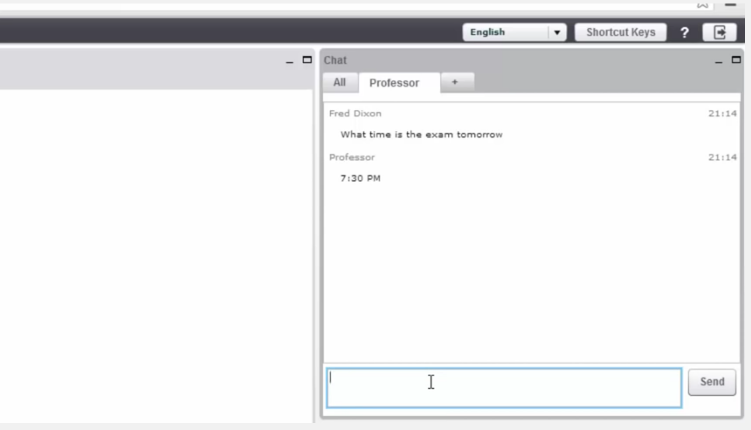 English Shortcut Keys ?
Chat
All Professor +
Fred Dixon 21:14
What time is the exam tomorrow
Professor 21:14
7:30 PM
Send